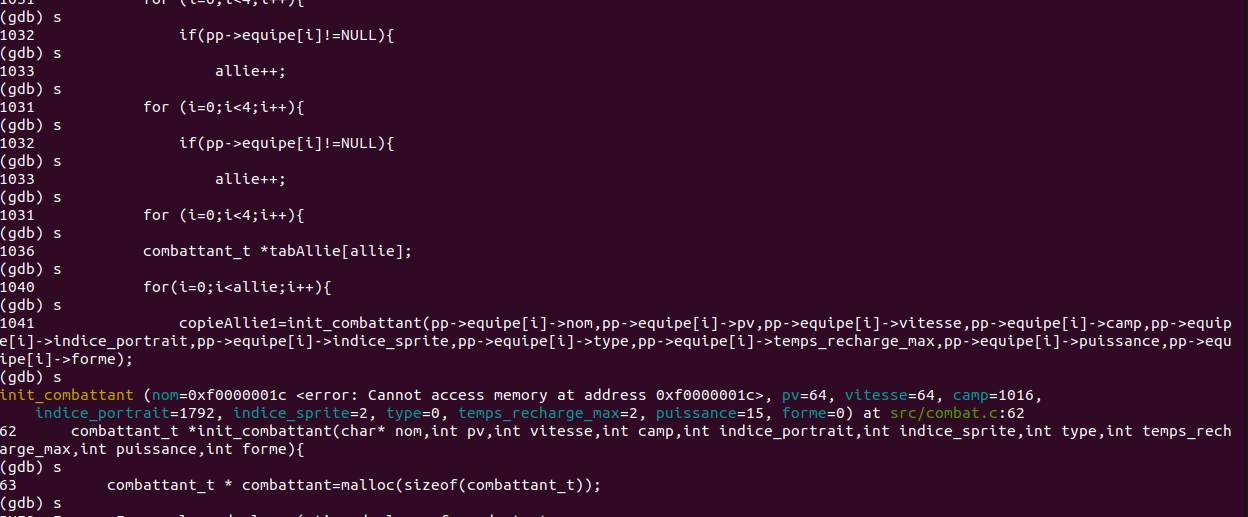 1031            for (i=0;i<4;i++){
(gdb) s
1032                if(pp->equipe[i]!=NULL){
(gdb) s
1033                    allie++;
(gdb) s
1031            for (i=0;i<4;i++){
(gdb) s
1032                if(pp->equipe[i]!=NULL){
(gdb) s
1033                    allie++;
(gdb) s
1031            for (i=0;i<4;i++){
(gdb) s
1036            combattant_t *tabAllie[allie];
(gdb) s
1040            for(i=0;i<allie;i++){
(gdb) s
1041                copieAllie1=init_combattant(pp->equipe[i]->nom,pp->equipe[i]->pv,pp->equipe[i]->vitesse,pp->equipe[i]->camp,pp->equip
e[i]->indice_portrait,pp->equipe[i]->indice_sprite,pp->equipe[i]->type,pp->equipe[i]->temps_recharge_max,pp->equipe[i]->puissance,pp->equ
ipe[i]->forme);
(gdb) s
init_combattant (nom=0xf0000001c <error: Cannot access memory at address 0xf0000001c>, pv=64, vitesse=64, camp=1016,
    indice_portrait=1792, indice_sprite=2, type=0, temps_recharge_max=2, puissance=15, forme=0) at src/combat.c:62
62      combattant_t *init_combattant(char* nom,int pv,int vitesse,int camp,int indice_portrait,int indice_sprite,int type,int temps_rech
arge_max,int puissance,int forme){
(gdb) s
63          combattant_t * combattant=malloc(sizeof(combattant_t));
(gdb) s